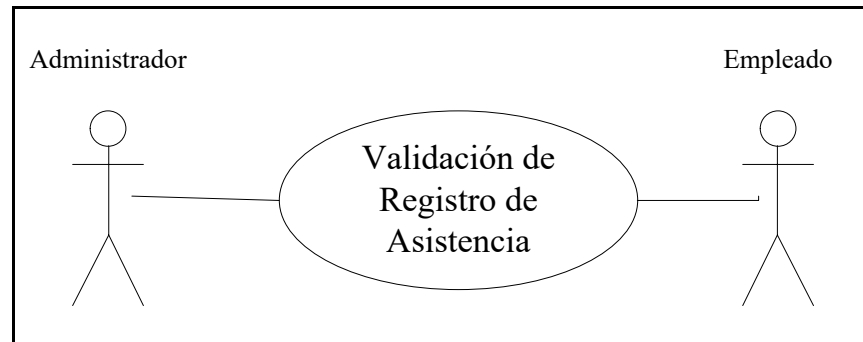 Administrador
Empleado
Validación de
Registro de
Asistencia